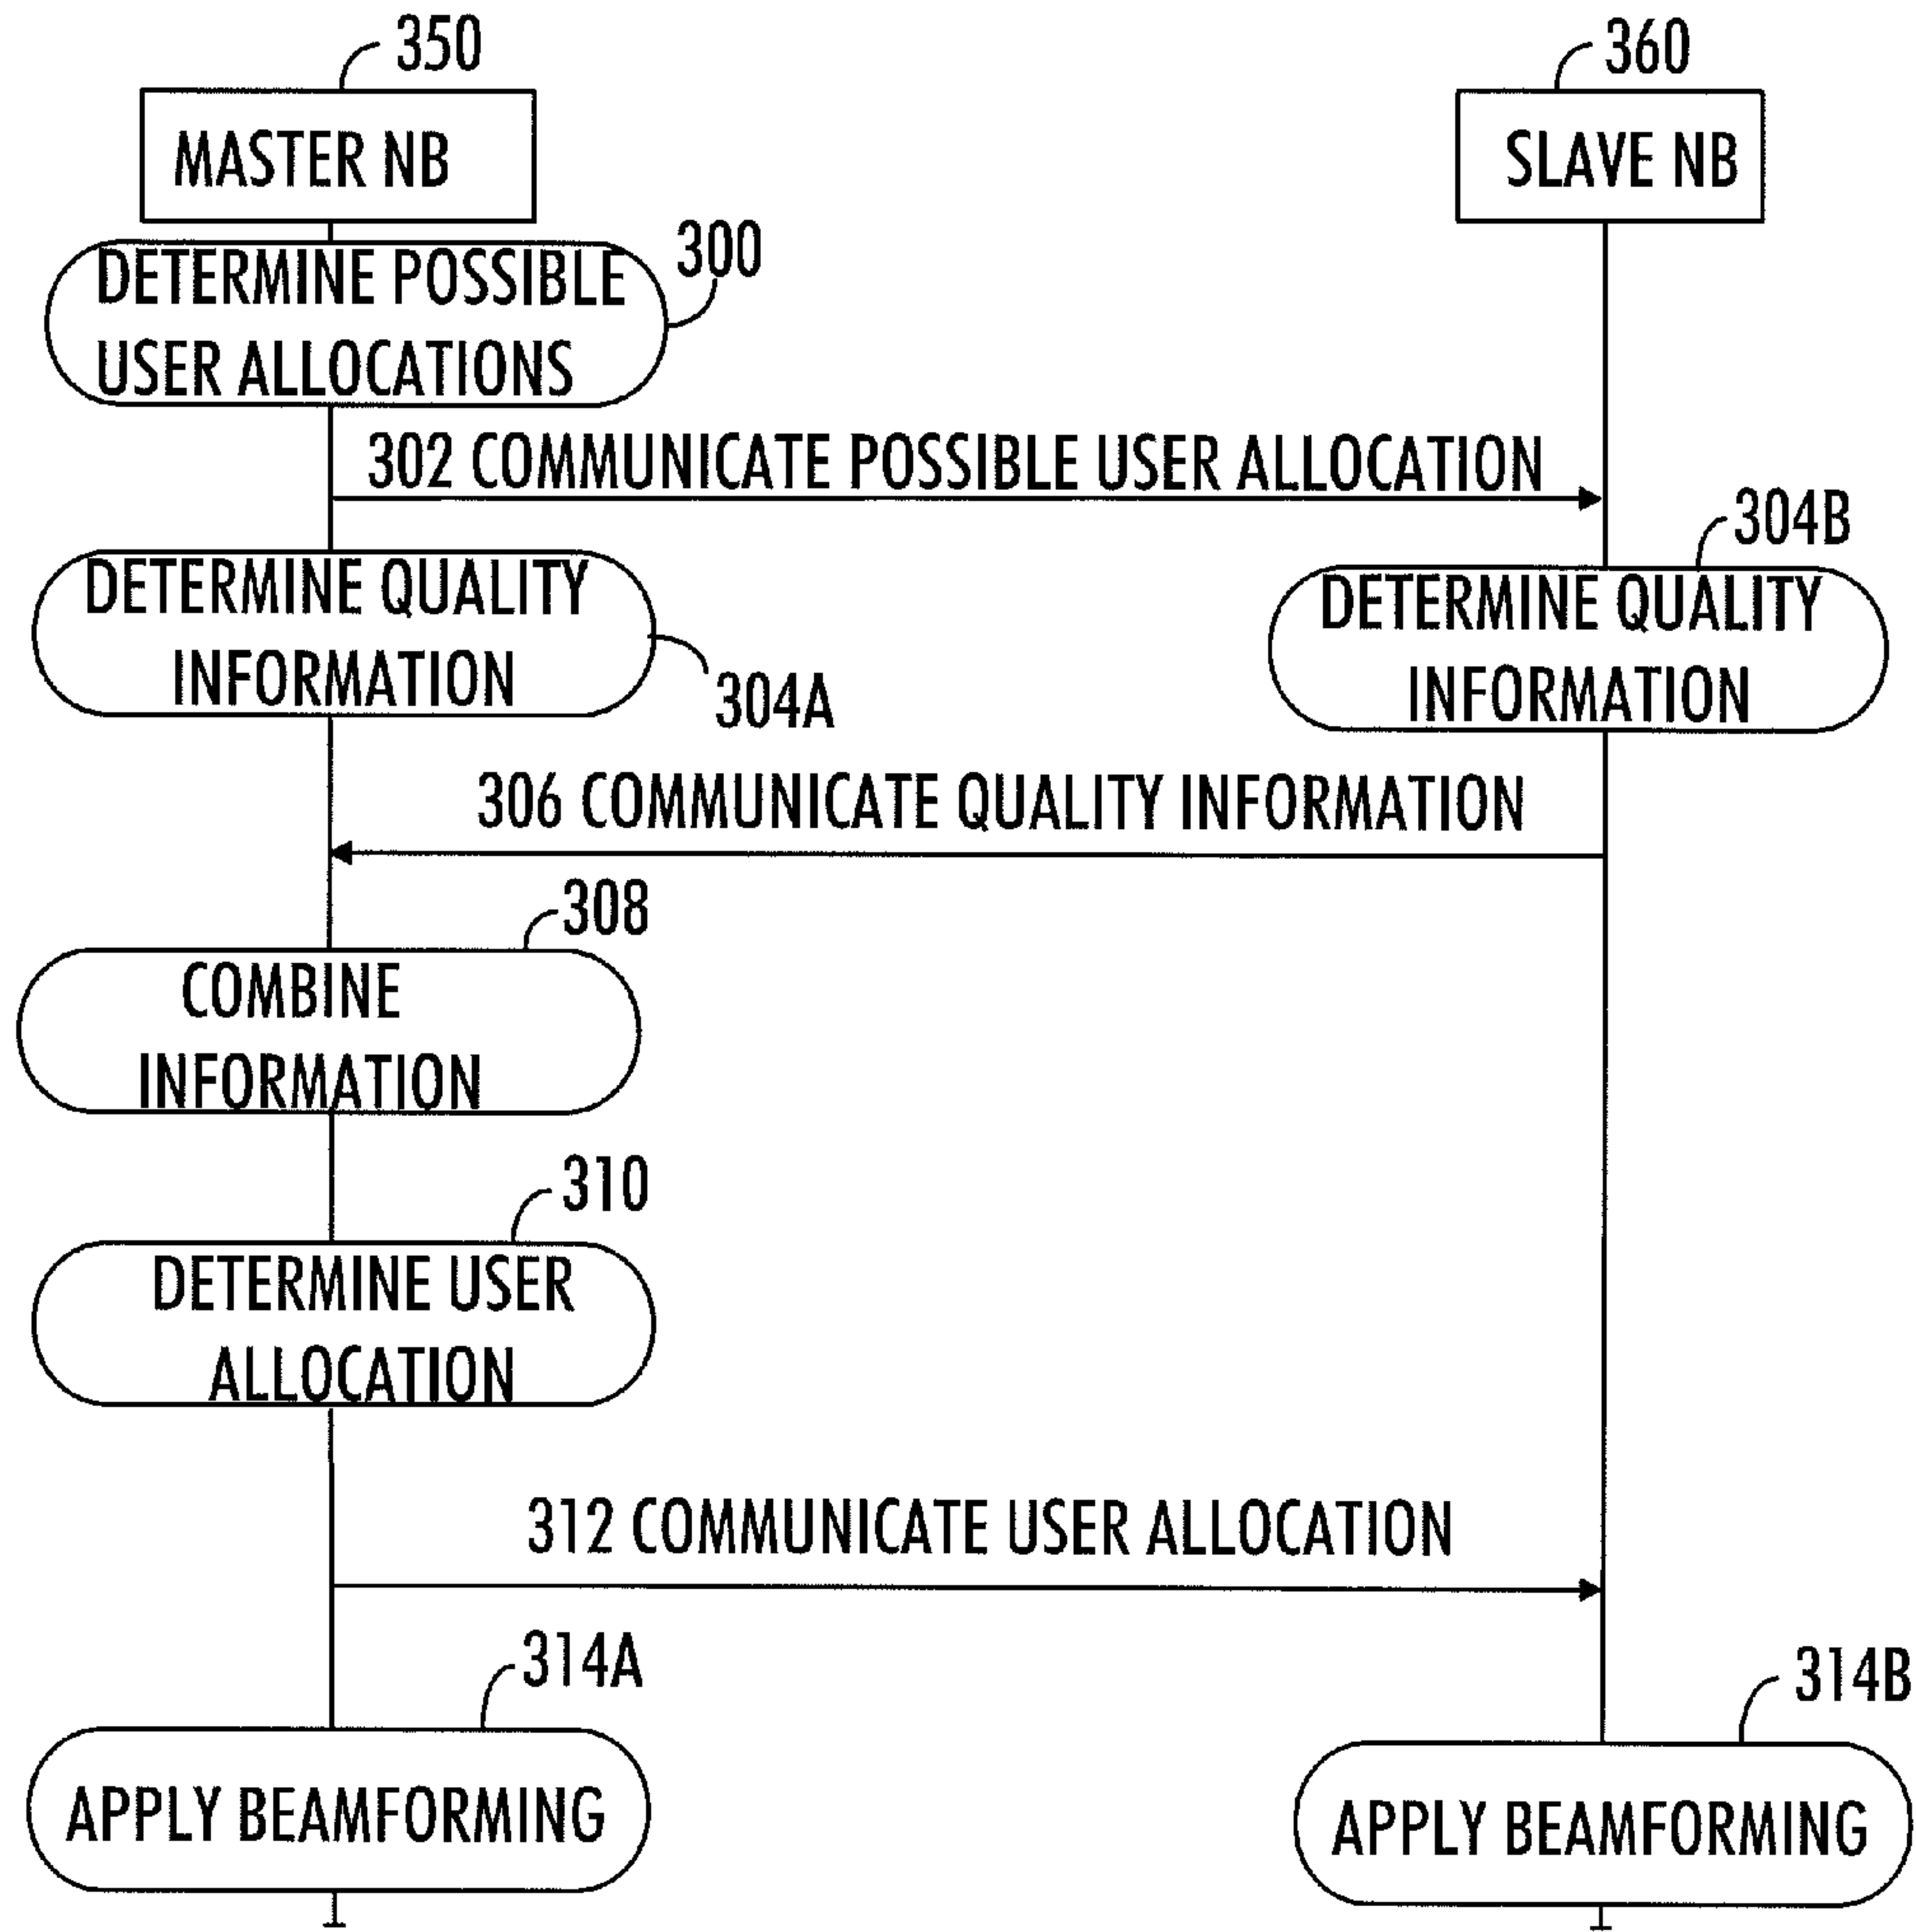 350
360
MASTER NB
SLAVE NB
300
DETERMINE POSSIBLE
USER ALLOCATIONS
302 COMMUNICATE POSSIBLE USER ALLOCATION
304B
DETERMINE QUALITY
INFORMATION
304A
DETERMINE QUALITY
INFORMATION
306 COMMUNICATE QUALITY INFORMATION
308
COMBINE
INFORMATION
310
DETERMINE USER
ALLOCATION
312 COMMUNICATE USER ALLOCATION
314A
314B
APPLY BEAMFORMING
APPLY BEAMFORMING